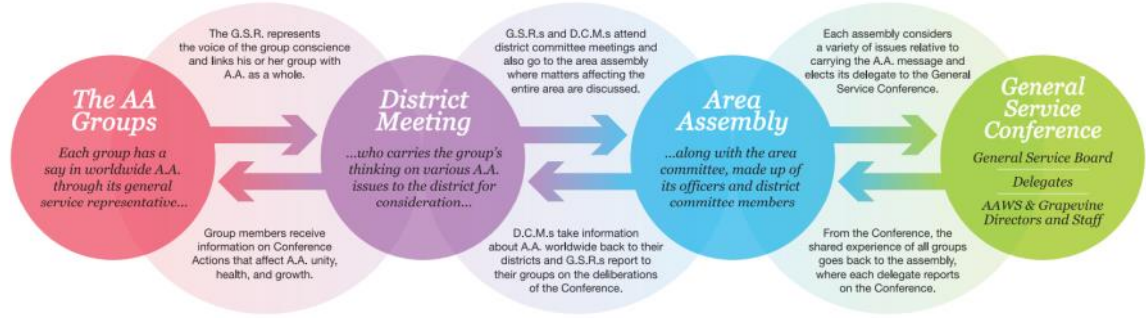 The G.S.R. represents
the voice of the group conscience
and links his or her group with
A.A. as a whole.
G.S.R.s and D.C.M.s attend
district committee meetings and
also go to the area assembly
where matters affecting the
entire area are discussed.
Each assembly considers
a variety of issues relative to
carrying the A.A. message and
elects its delegate to the General
Service Conference.
The AA
Groups
Each group has a
say in worldwide A.A.
through its general
service representative...
District
Meeting
...who carries the group's
thinking on various A.A.
issues to the district for
consideration...
Area
Assembly
...along with the area
committee, made up of
its officers and district
committee members
General
Service
Conference
General Service Board
Delegates
AAWS & Grapevine
Directors and Staff
Group members receive
information on Conference
Actions that affect A.A. unity,
health, and growth.
D.C.M.s take information
about A.A. worldwide back to their
districts and G.S.R.s report to
their groups on the deliberations
of the Conference.
From the Conference, the
shared experience of all groups
goes back to the assembly,
where each delegate reports
on the Conference.